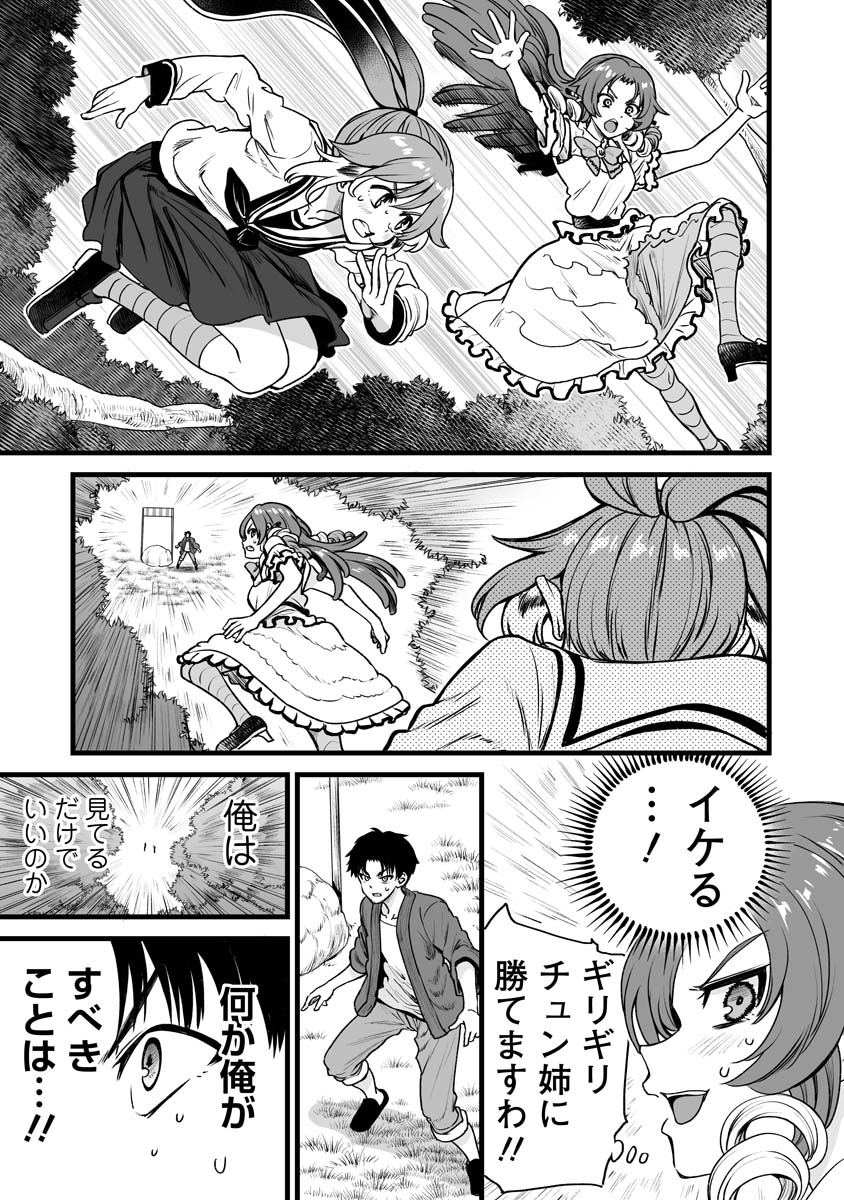 イケる
…！
ギリギリ
チュン姉に
勝てますわ!!
俺は
見てる
だけで
いいのか
何か俺が
すべき
ことは…!!